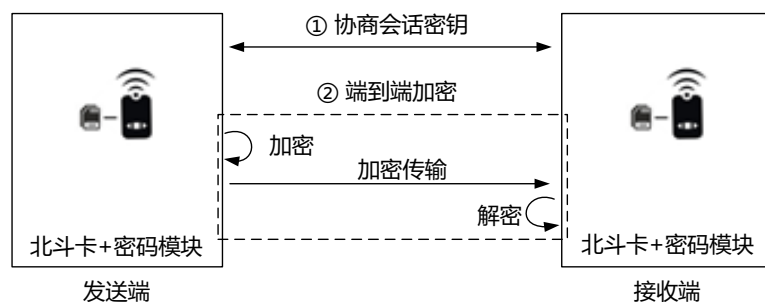 ① 协商会话密钥
② 端到端加密
加密
加密传输
解密
北斗卡+密码模块
北斗卡+密码模块
发送端
接收端